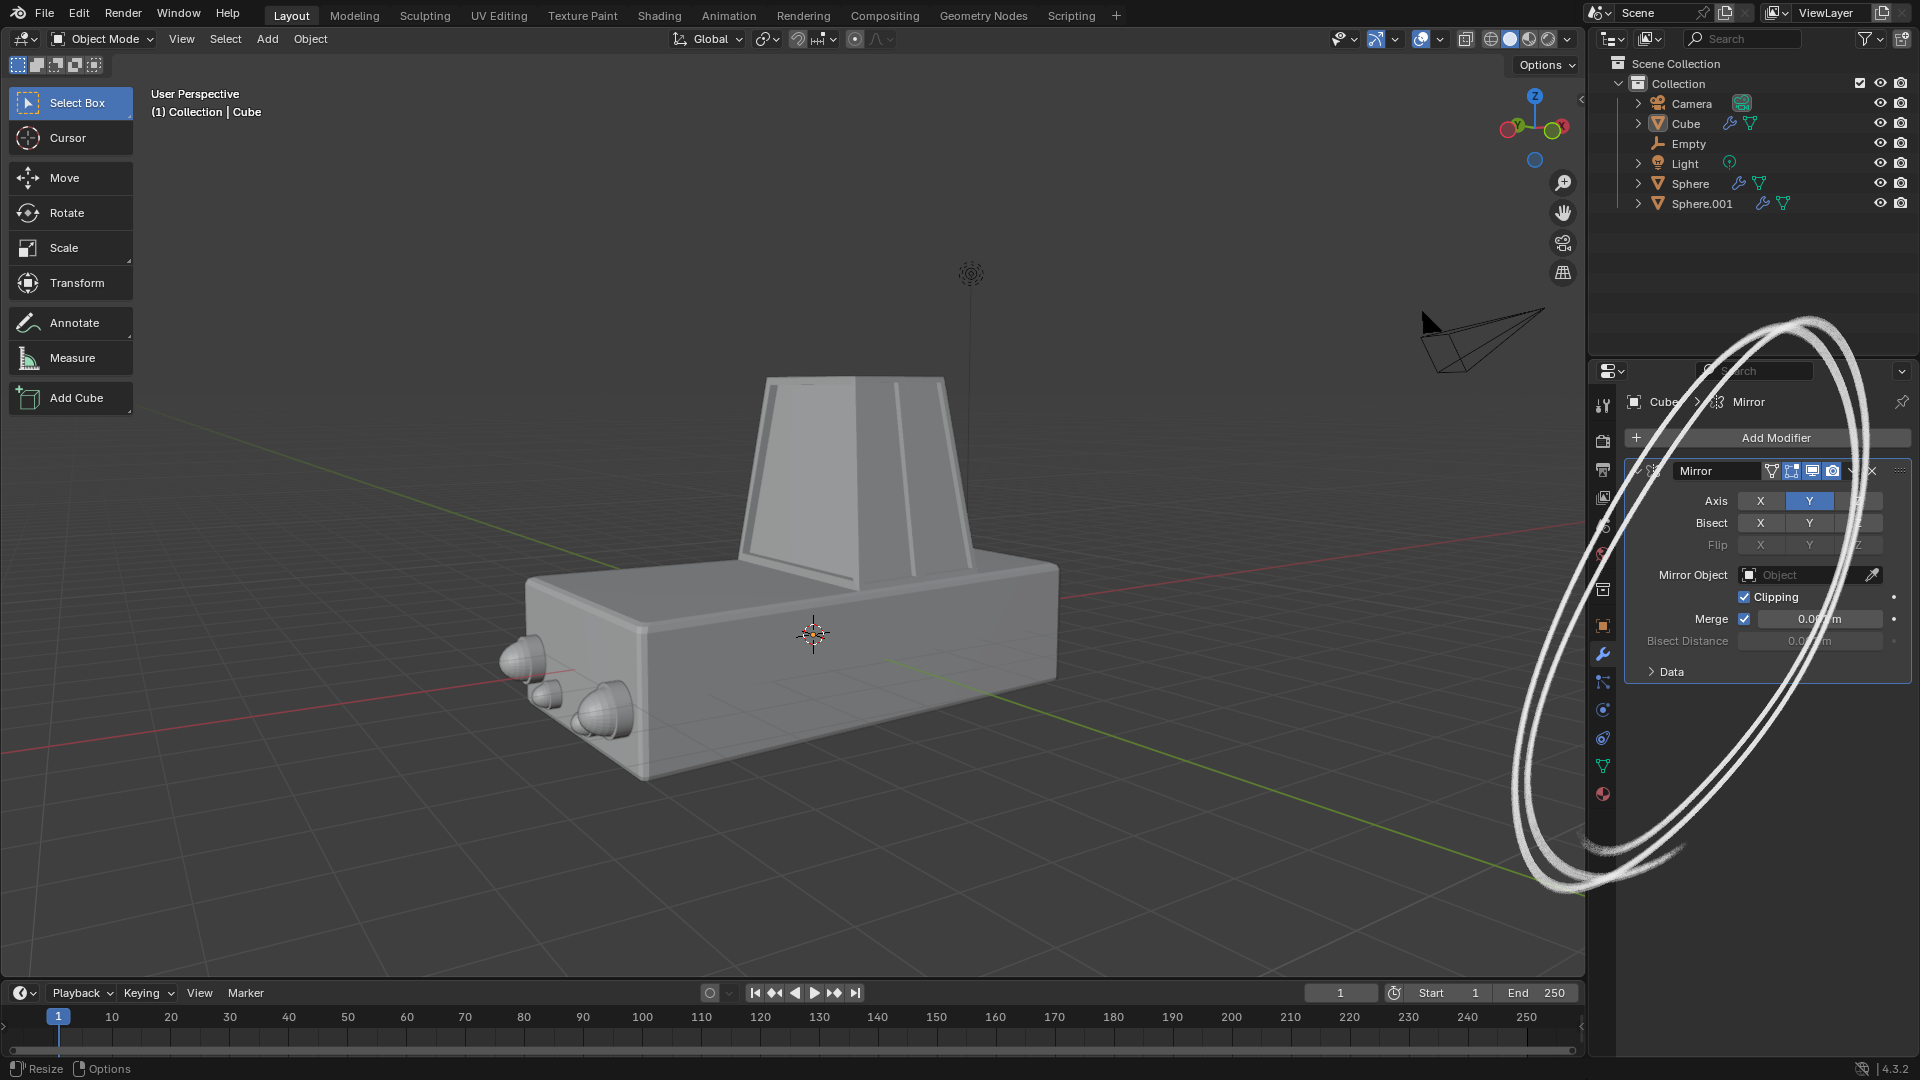 File Edit Render Window Help Layout Modeling Sculpting UV Editing Texture Paint Shading Animation Rendering Compositing Geometry Nodes Scripting + Scene ViewLayer
Object Mode View Select Add Object Global Search
Options
User Perspective
(1) Collection | Cube
Select Box
Cursor
Move
Rotate
Scale
Transform
Annotate
Measure
Add Cube
Z
Y
X
Scene Collection
Collection
Camera
Cube
Empty
Light
Sphere
Sphere.001
Search
Cube > Mirror
+ Add Modifier
Mirror
Axis X Y
Bisect X Y Z
Flip X Y Z
Mirror Object Object
Clipping
Merge m
Bisect Distance m
Data
Playback Keying View Marker 1 Start 1 End 250
1 10 20 30 40 50 60 70 80 90 100 110 120 130 140 150 160 170 180 190 200 210 220 230 240 250
Resize Options 4.3.2